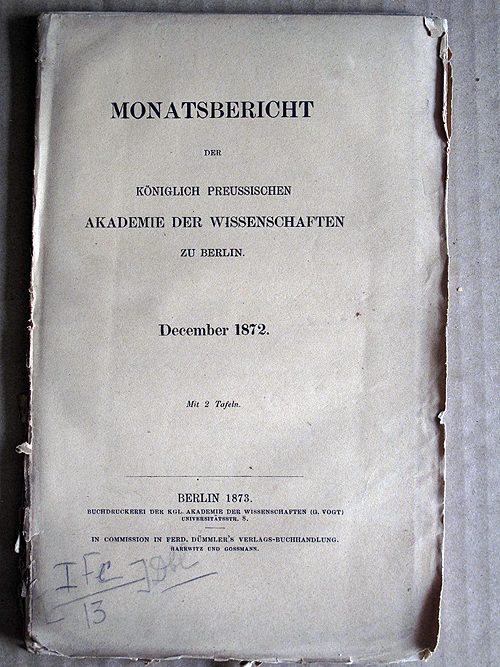 MONATSBERICHT
DER
KÖNIGLICH PREUSSISCHEN
AKADEMIE DER WISSENSCHAFTEN
ZU BERLIN.
December 1872.
Mit 2 Tafeln.
BERLIN 1873.
BUCHDRUCKEREI DER KGL. AKADEMIE DER WISSENSCHAFTEN (G. VOGT)
UNIVERSITÄTSSTR. 8.
IN COMMISSION IN FERD. DÜMMLER'S VERLAGS-BUCHHANDLUNG.
HARRWITZ UND GOSSMANN.
13